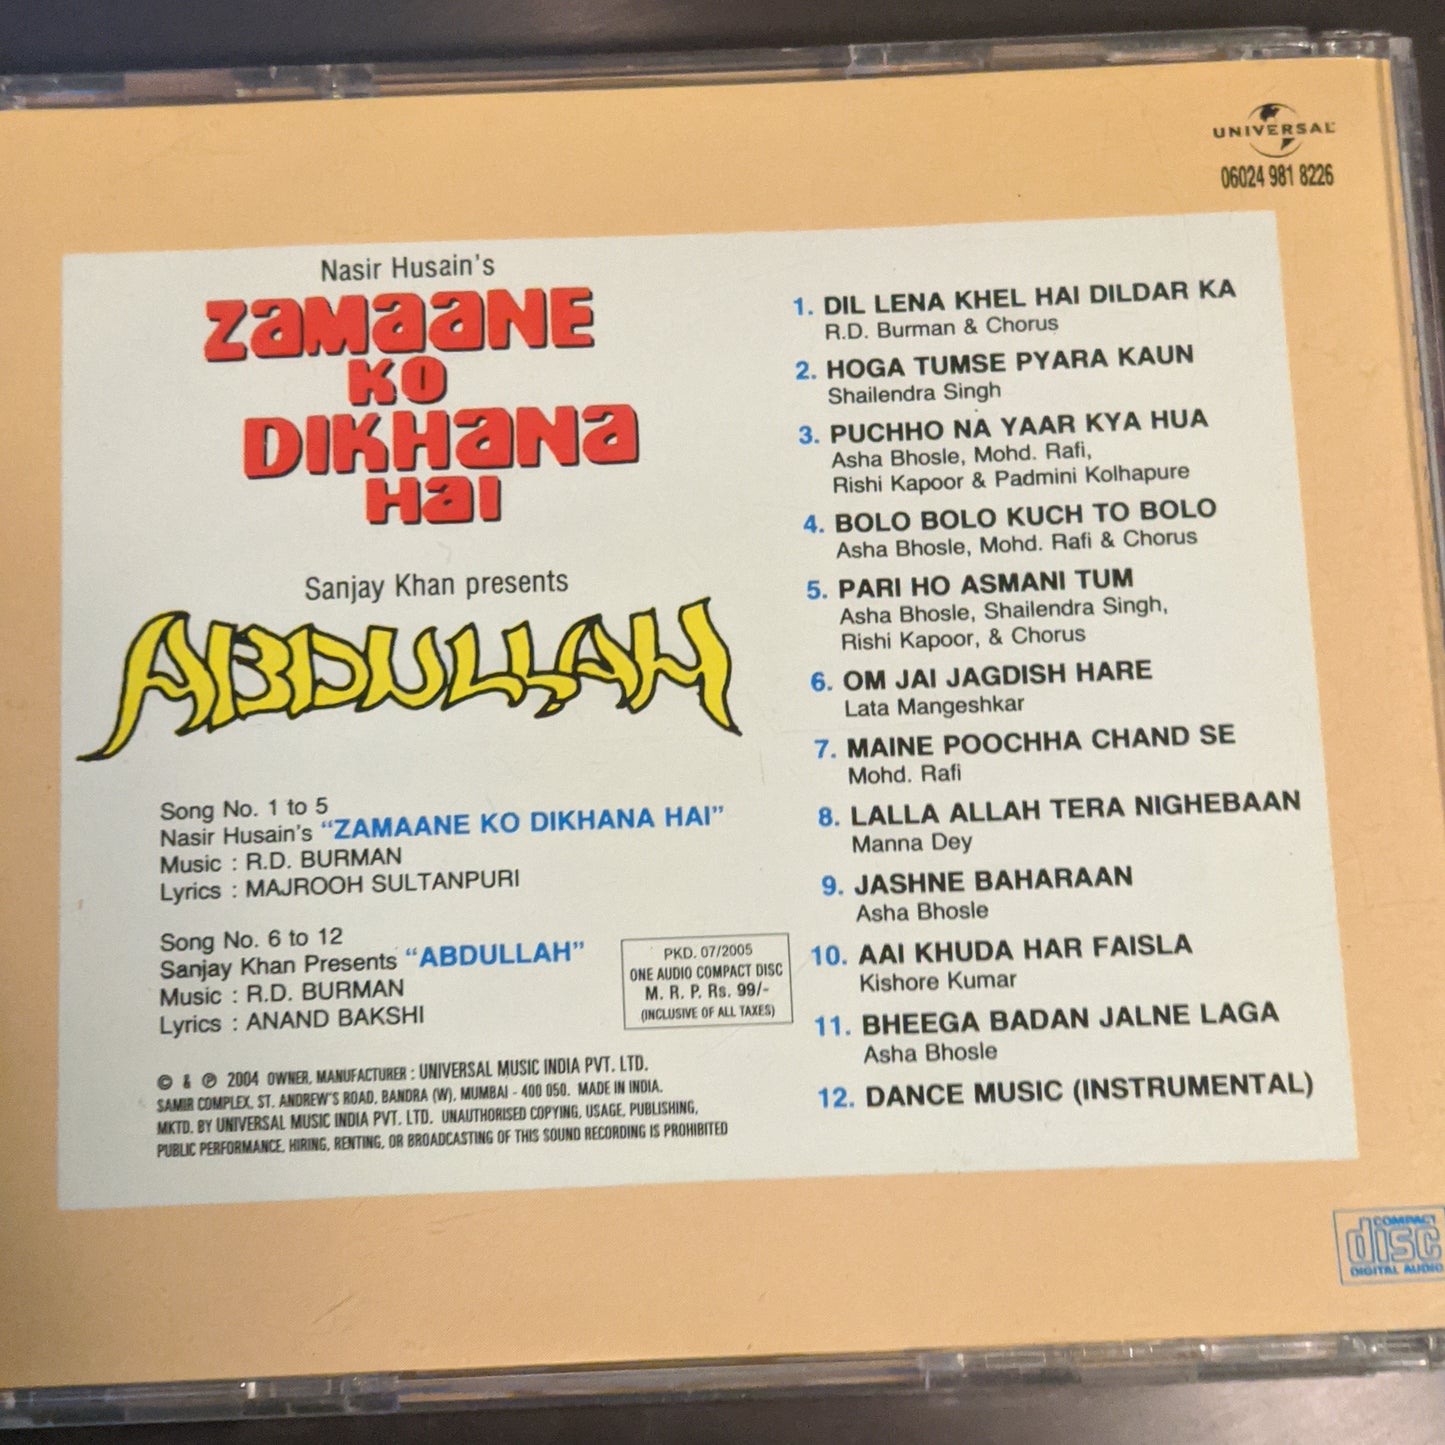 UNIVERSAL
06024 981 8226
Nasir Husain's
ZAMAANE
KO
DIKHANA
HAI
Sanjay Khan presents
ABDULLAH
Song No. 1 to 5
Nasir Husain's "ZAMAANE KO DIKHANA HAI"
Music : R.D. BURMAN
Lyrics : MAJROOH SULTANPURI
Song No. 6 to 12
Sanjay Khan Presents "ABDULLAH"
Music : R.D. BURMAN
Lyrics : ANAND BAKSHI
PKD. 07/2005
ONE AUDIO COMPACT DISC
M. R. P. Rs. 99/-
(INCLUSIVE OF ALL TAXES)
© & ℗ 2004 OWNER, MANUFACTURER : UNIVERSAL MUSIC INDIA PVT. LTD.
SAMIR COMPLEX, ST. ANDREW'S ROAD, BANDRA (W), MUMBAI - 400 050. MADE IN INDIA.
MKTD. BY UNIVERSAL MUSIC INDIA PVT. LTD. UNAUTHORISED COPYING, USAGE, PUBLISHING,
PUBLIC PERFORMANCE, HIRING, RENTING, OR BROADCASTING OF THIS SOUND RECORDING IS PROHIBITED
1. DIL LENA KHEL HAI DILDAR KA
R.D. Burman & Chorus
2. HOGA TUMSE PYARA KAUN
Shailendra Singh
3. PUCHHO NA YAAR KYA HUA
Asha Bhosle, Mohd. Rafi,
Rishi Kapoor & Padmini Kolhapure
4. BOLO BOLO KUCH TO BOLO
Asha Bhosle, Mohd. Rafi & Chorus
5. PARI HO ASMANI TUM
Asha Bhosle, Shailendra Singh,
Rishi Kapoor, & Chorus
6. OM JAI JAGDISH HARE
Lata Mangeshkar
7. MAINE POOCHHA CHAND SE
Mohd. Rafi
8. LALLA ALLAH TERA NIGHEBAAN
Manna Dey
9. JASHNE BAHARAAN
Asha Bhosle
10. AAI KHUDA HAR FAISLA
Kishore Kumar
11. BHEEGA BADAN JALNE LAGA
Asha Bhosle
12. DANCE MUSIC (INSTRUMENTAL)
COMPACT
disc
DIGITAL AUDIO